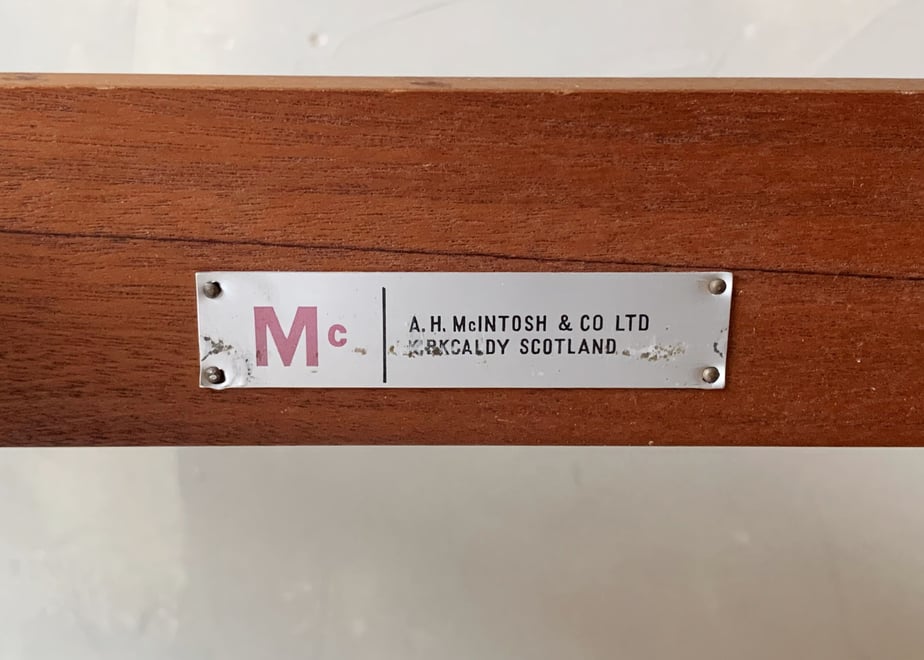 Mc
A.H. McINTOSH & CO LTD
KIRKCALDY SCOTLAND